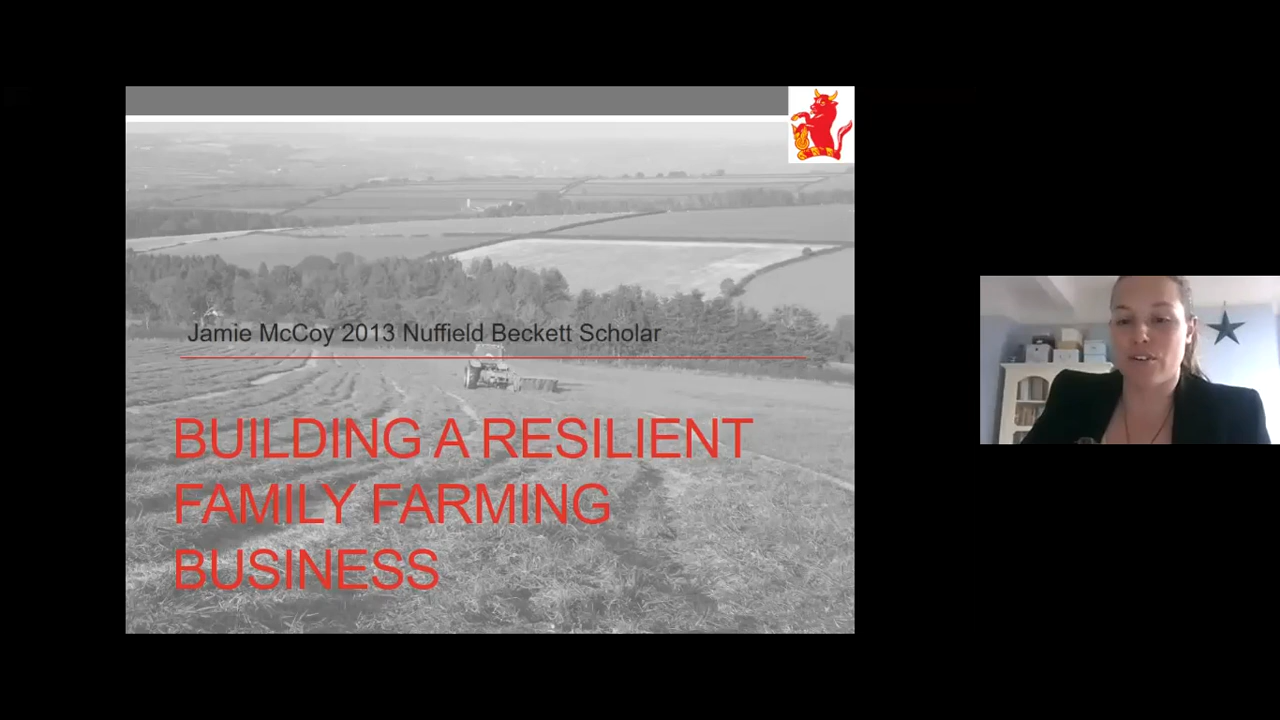 Jamie McCoy 2013 Nuffield Beckett Scholar
BUILDING A RESILIENT
FAMILY FARMING
BUSINESS